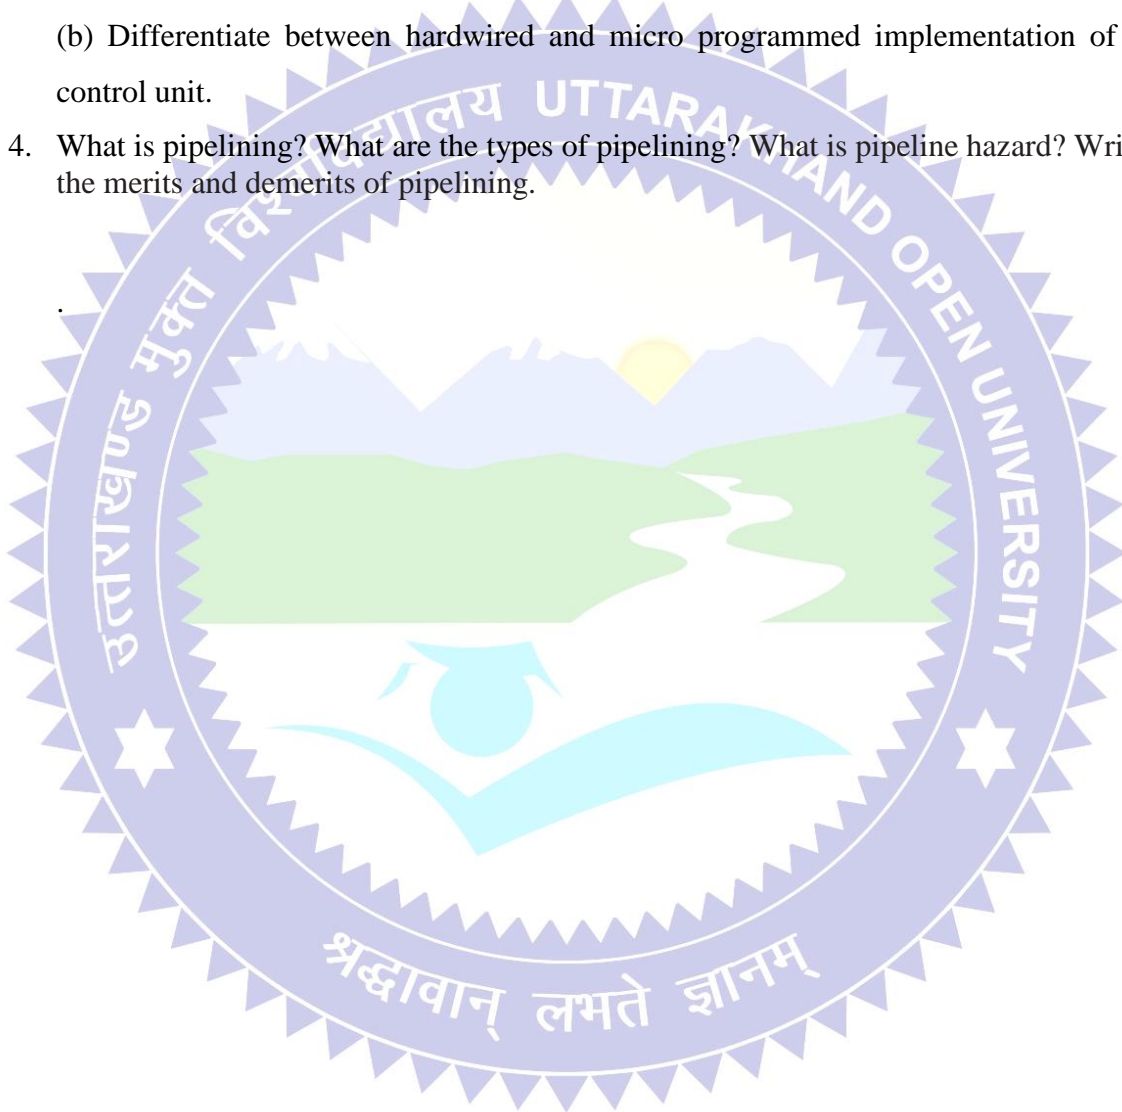 (b) Differentiate between hardwired and micro programmed implementation of
control unit.
4. What is pipelining? What are the types of pipelining? What is pipeline hazard? Wri
the merits and demerits of pipelining.
.
उत्तराखण्ड मुक्त विश्वविद्यालय UTTARAKHAND OPEN UNIVERSITY
श्रद्धावान् लभते ज्ञानम्